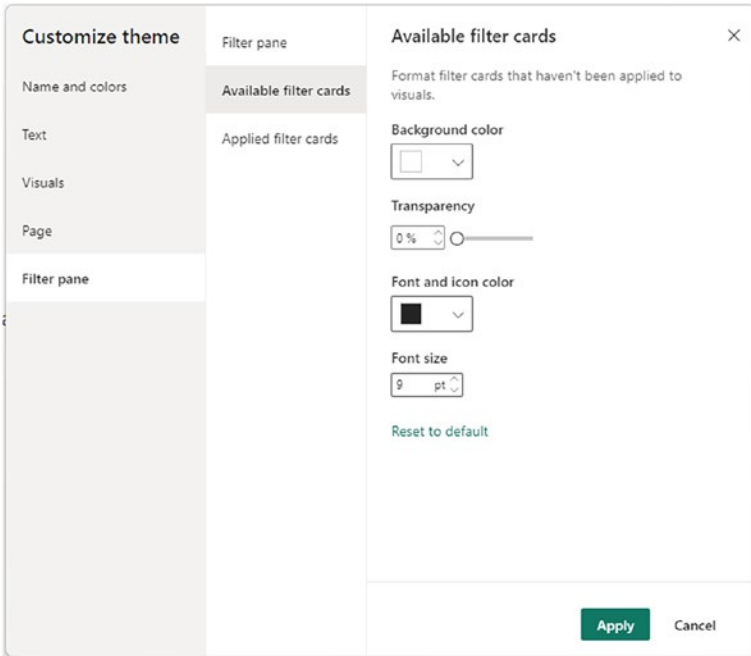 Customize theme
Name and colors
Text
Visuals
Page
Filter pane
Filter pane
Available filter cards
Applied filter cards
Available filter cards
Format filter cards that haven't been applied to
visuals.
Background color
Transparency
0 %
Font and icon color
Font size
9 pt
Reset to default
Apply
Cancel